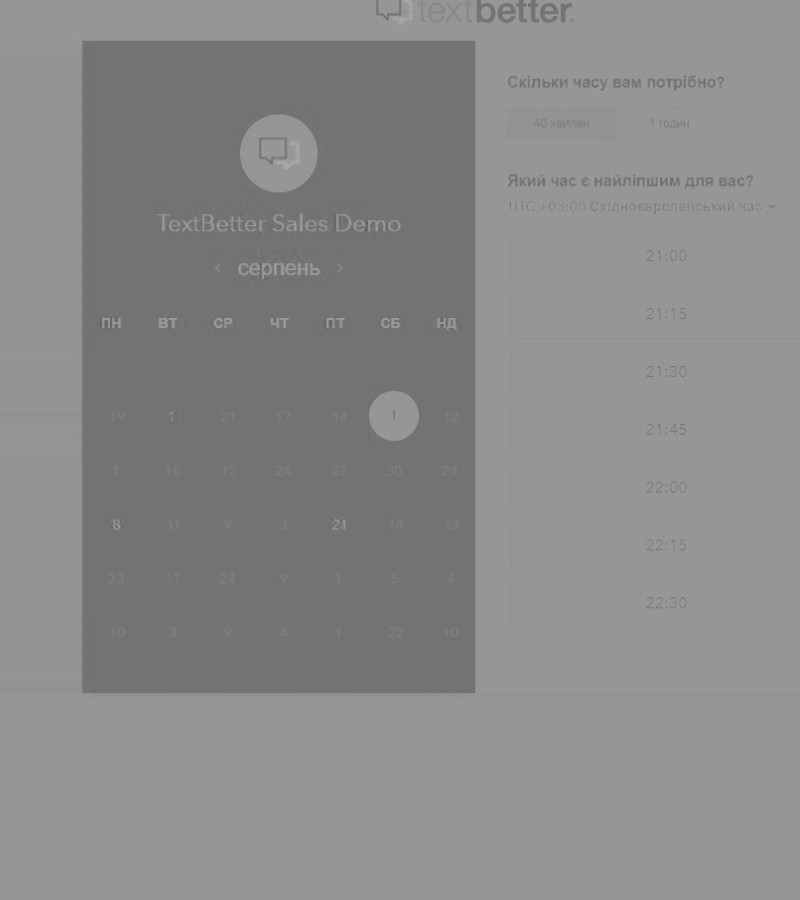 textbetter.
Скільки часу вам потрібно?
40 хвилин 1 годин
TextBetter Sales Demo
‹ серпень ›
ПН ВТ СР ЧТ ПТ СБ НД
19 11 21 17 14 1 12
1 18 12 24 27 30 24
8 31 9 3 21 14 13
23 11 24 9 1 5 4
10 3 9 4 1 22 10
Який час є найліпшим для вас?
UTC +03:00 Східноєвропейський час
21:00
21:15
21:30
21:45
22:00
22:15
22:30